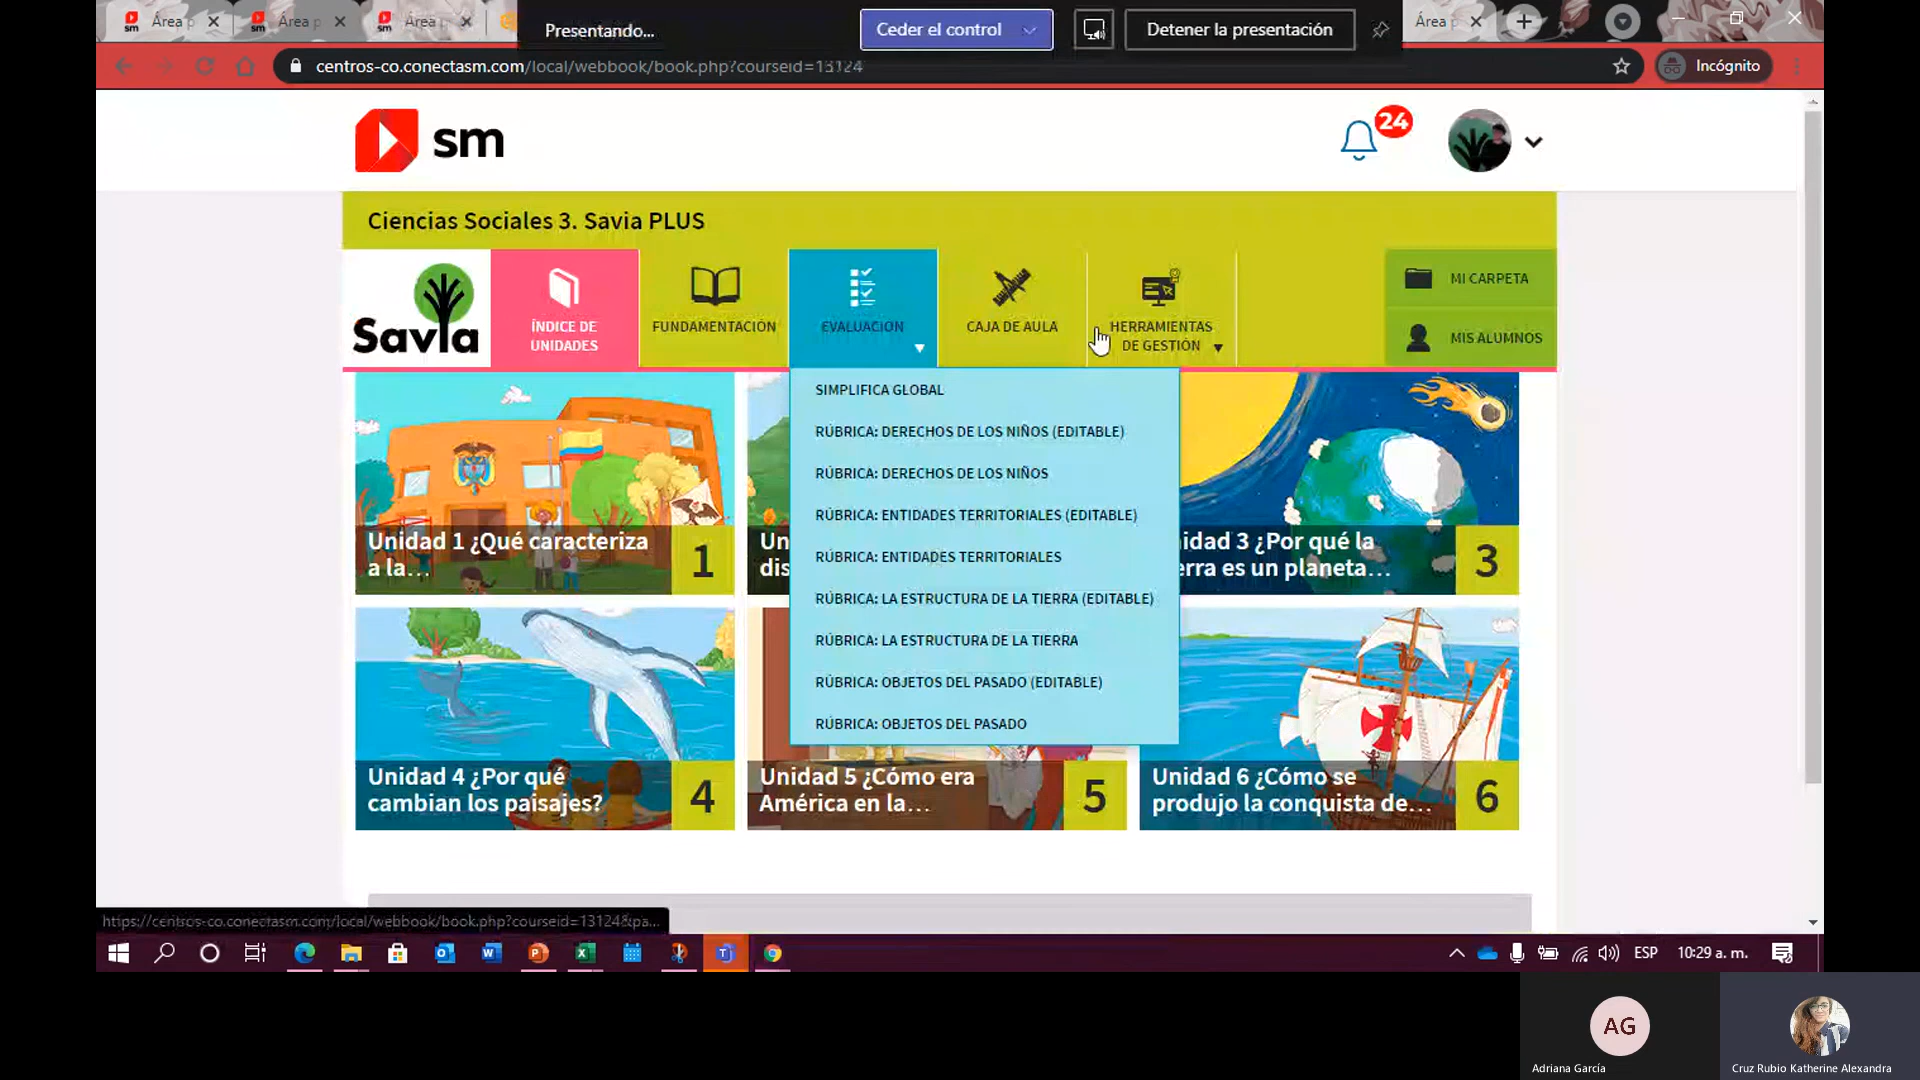 Área p
Área p
Área p
Presentando...
Ceder el control
Detener la presentación
Área p
centros-co.conectasm.com/local/webbook/book.php?courseid=13124
Incógnito
sm
24
Ciencias Sociales 3. Savia PLUS
Savia
ÍNDICE DE
UNIDADES
FUNDAMENTACIÓN
EVALUACIÓN
CAJA DE AULA
HERRAMIENTAS
DE GESTIÓN
MI CARPETA
MIS ALUMNOS
SIMPLIFICA GLOBAL
RÚBRICA: DERECHOS DE LOS NIÑOS (EDITABLE)
RÚBRICA: DERECHOS DE LOS NIÑOS
RÚBRICA: ENTIDADES TERRITORIALES (EDITABLE)
RÚBRICA: ENTIDADES TERRITORIALES
RÚBRICA: LA ESTRUCTURA DE LA TIERRA (EDITABLE)
RÚBRICA: LA ESTRUCTURA DE LA TIERRA
RÚBRICA: OBJETOS DEL PASADO (EDITABLE)
RÚBRICA: OBJETOS DEL PASADO
Unidad 1 ¿Qué caracteriza
a la...
1
Un
dis
idad 3 ¿Por qué la
erra es un planeta...
3
Unidad 4 ¿Por qué
cambian los paisajes?
4
Unidad 5 ¿Cómo era
América en la...
5
Unidad 6 ¿Cómo se
produjo la conquista de...
6
https://centros-co.conectasm.com/local/webbook/book.php?courseid=13124&pa...
ESP
10:29 a. m.
AG
Adriana García
Cruz Rubio Katherine Alexandra